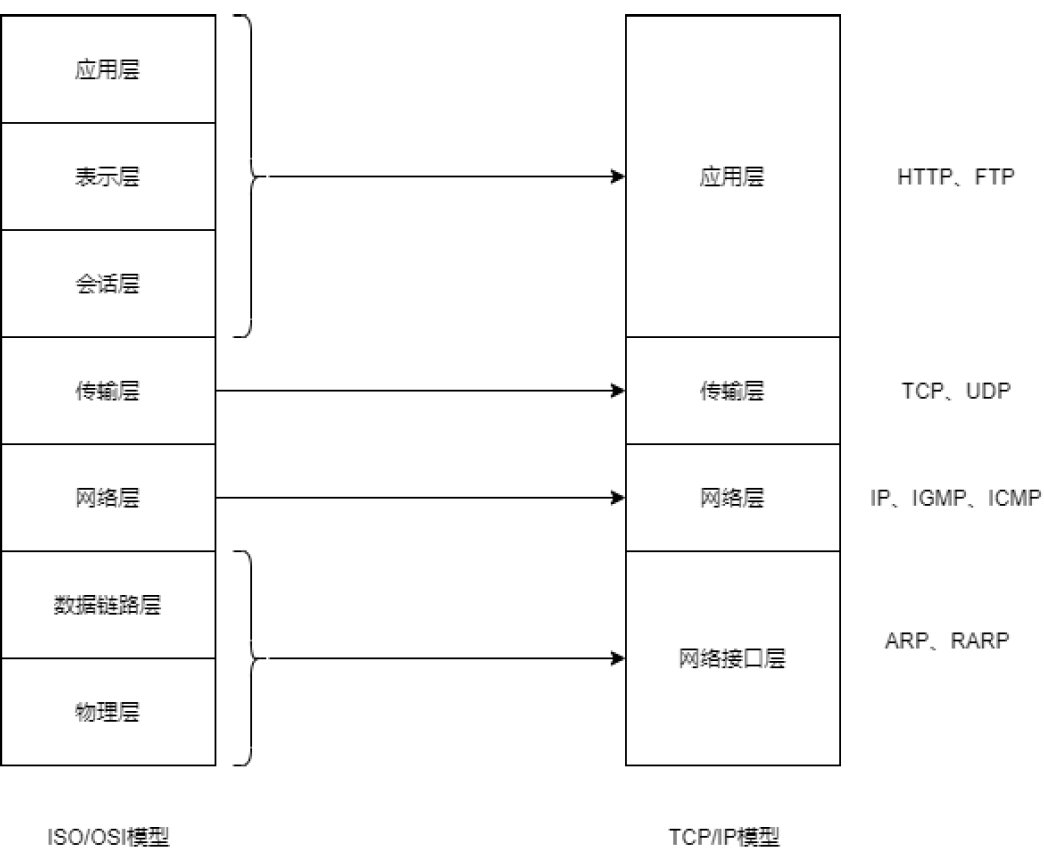 应用层
表示层
会话层
传输层
网络层
数据链路层
物理层
ISO/OSI模型
应用层
传输层
网络层
网络接口层
TCP/IP模型
HTTP、FTP
TCP、UDP
IP、IGMP、ICMP
ARP、RARP